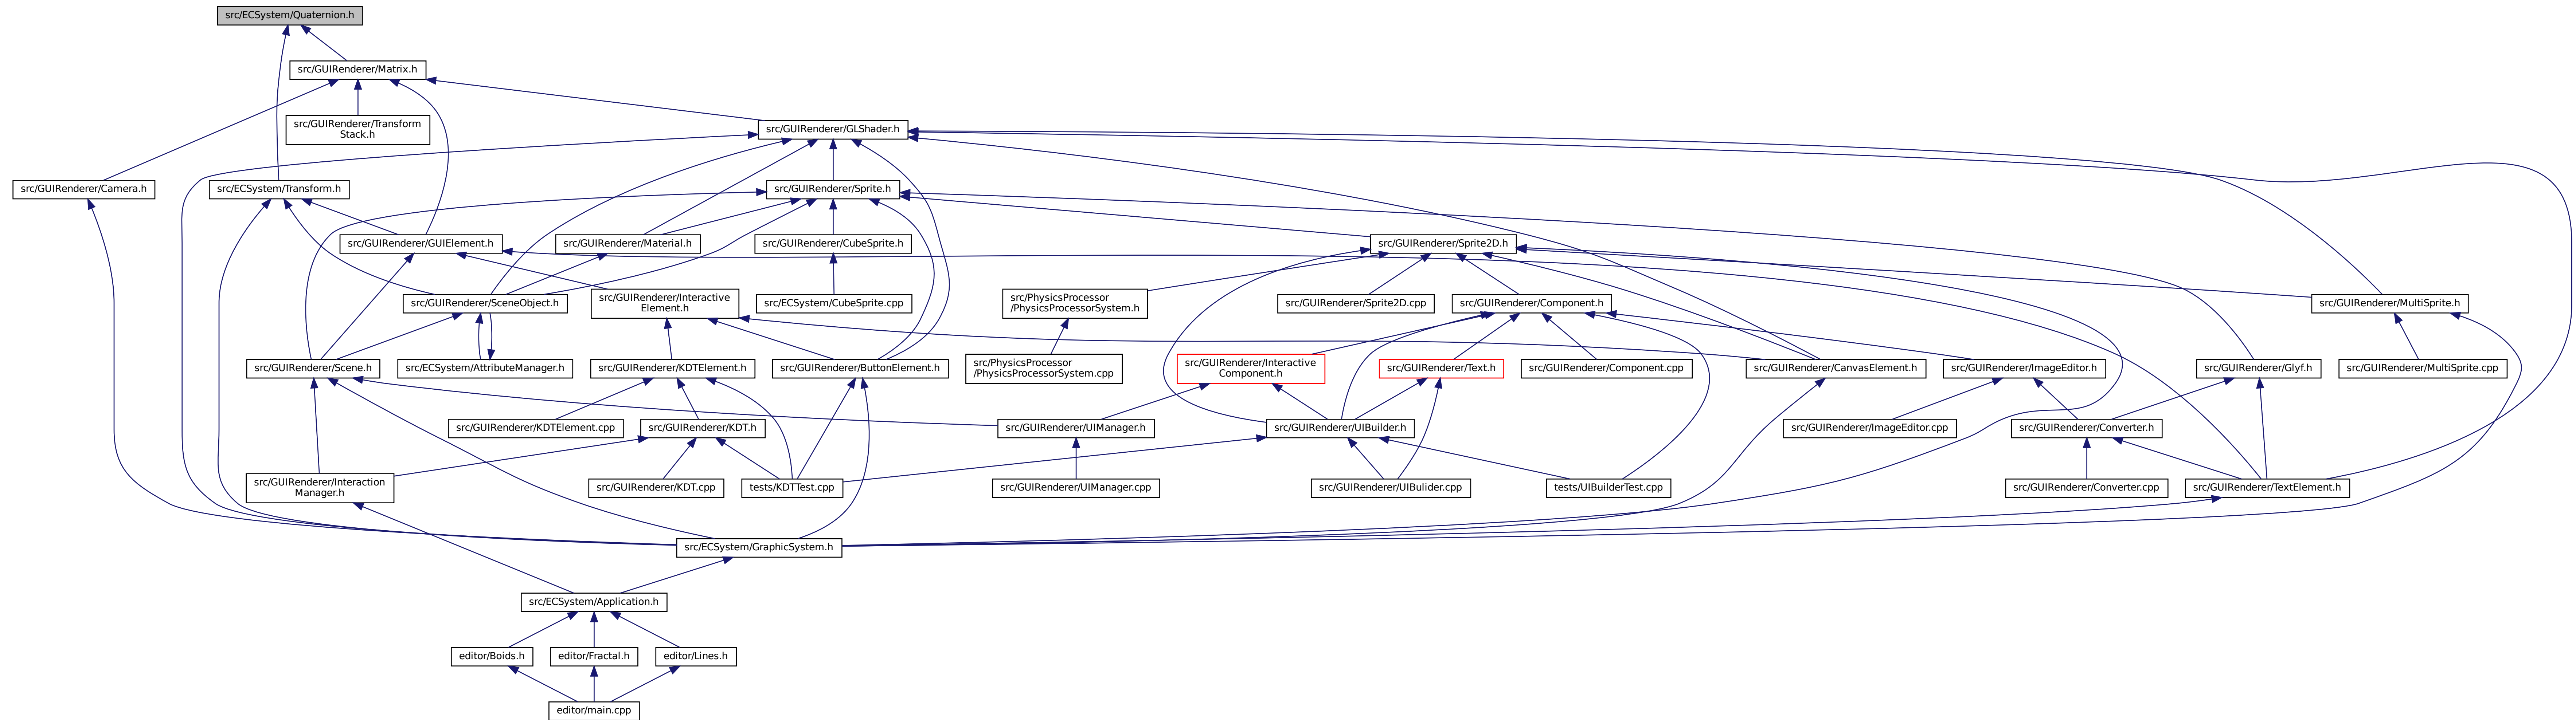 src/ECSystem/Quaternion.h
src/GUIRenderer/Matrix.h
src/GUIRenderer/Transform
Stack.h
src/GUIRenderer/GLShader.h
src/GUIRenderer/Camera.h
src/ECSystem/Transform.h
src/GUIRenderer/Sprite.h
src/GUIRenderer/GUIElement.h
src/GUIRenderer/Material.h
src/GUIRenderer/CubeSprite.h
src/GUIRenderer/Sprite2D.h
src/GUIRenderer/SceneObject.h
src/GUIRenderer/Interactive
Element.h
src/ECSystem/CubeSprite.cpp
src/PhysicsProcessor
/PhysicsProcessorSystem.h
src/GUIRenderer/Sprite2D.cpp
src/GUIRenderer/Component.h
src/GUIRenderer/MultiSprite.h
src/GUIRenderer/Scene.h
src/ECSystem/AttributeManager.h
src/GUIRenderer/KDTElement.h
src/GUIRenderer/ButtonElement.h
src/PhysicsProcessor
/PhysicsProcessorSystem.cpp
src/GUIRenderer/Interactive
Component.h
src/GUIRenderer/Text.h
src/GUIRenderer/Component.cpp
src/GUIRenderer/CanvasElement.h
src/GUIRenderer/ImageEditor.h
src/GUIRenderer/Glyf.h
src/GUIRenderer/MultiSprite.cpp
src/GUIRenderer/KDTElement.cpp
src/GUIRenderer/KDT.h
src/GUIRenderer/UIManager.h
src/GUIRenderer/UIBuilder.h
src/GUIRenderer/ImageEditor.cpp
src/GUIRenderer/Converter.h
src/GUIRenderer/Interaction
Manager.h
src/GUIRenderer/KDT.cpp
tests/KDTTest.cpp
src/GUIRenderer/UIManager.cpp
src/GUIRenderer/UIBulider.cpp
tests/UIBuilderTest.cpp
src/GUIRenderer/Converter.cpp
src/GUIRenderer/TextElement.h
src/ECSystem/GraphicSystem.h
src/ECSystem/Application.h
editor/Boids.h
editor/Fractal.h
editor/Lines.h
editor/main.cpp